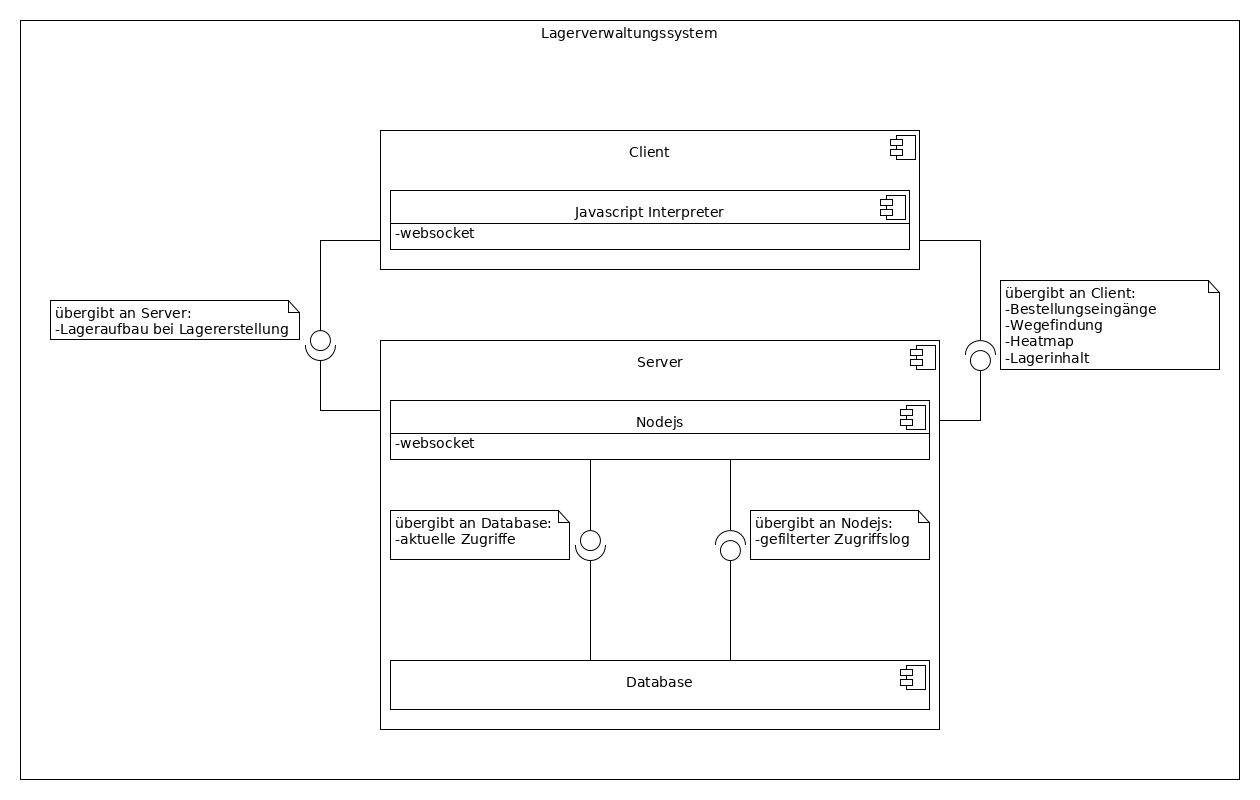 Lagerverwaltungssystem
Client
Javascript Interpreter
-websocket
übergibt an Server:
-Lageraufbau bei Lagererstellung
übergibt an Client:
-Bestellungseingänge
-Wegefindung
-Heatmap
-Lagerinhalt
Server
Nodejs
-websocket
übergibt an Database:
-aktuelle Zugriffe
übergibt an Nodejs:
-gefilterter Zugriffslog
Database